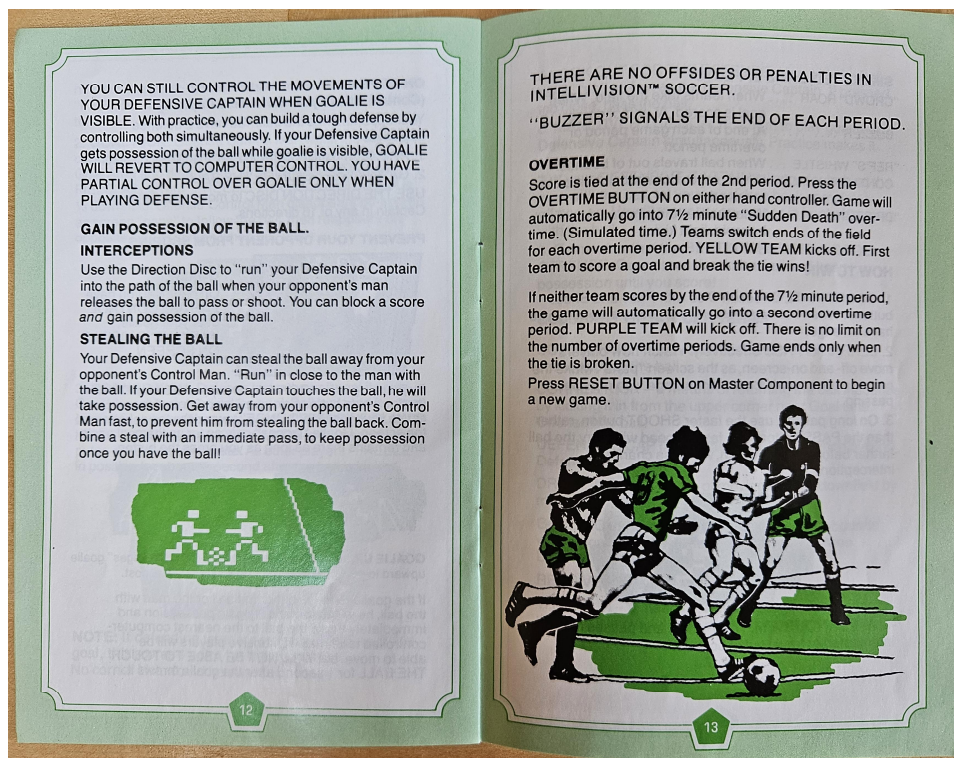 YOU CAN STILL CONTROL THE MOVEMENTS OF
YOUR DEFENSIVE CAPTAIN WHEN GOALIE IS
VISIBLE. With practice, you can build a tough defense by
controlling both simultaneously. If your Defensive Captain
gets possession of the ball while goalie is visible, GOALIE
WILL REVERT TO COMPUTER CONTROL. YOU HAVE
PARTIAL CONTROL OVER GOALIE ONLY WHEN
PLAYING DEFENSE.
GAIN POSSESSION OF THE BALL.
INTERCEPTIONS
Use the Direction Disc to “run” your Defensive Captain
into the path of the ball when your opponent's man
releases the ball to pass or shoot. You can block a score
and gain possession of the ball.
STEALING THE BALL
Your Defensive Captain can steal the ball away from your
opponent's Control Man. “Run” in close to the man with
the ball. If your Defensive Captain touches the ball, he will
take possession. Get away from your opponent's Control
Man fast, to prevent him from stealing the ball back. Com-
bine a steal with an immediate pass, to keep possession
once you have the ball!
12
THERE ARE NO OFFSIDES OR PENALTIES IN
INTELLIVISION™ SOCCER.
“BUZZER” SIGNALS THE END OF EACH PERIOD.
OVERTIME
Score is tied at the end of the 2nd period. Press the
OVERTIME BUTTON on either hand controller. Game will
automatically go into 7½ minute “Sudden Death” over-
time. (Simulated time.) Teams switch ends of the field
for each overtime period. YELLOW TEAM kicks off. First
team to score a goal and break the tie wins!
If neither team scores by the end of the 7½ minute period,
the game will automatically go into a second overtime
period. PURPLE TEAM will kick off. There is no limit on
the number of overtime periods. Game ends only when
the tie is broken.
Press RESET BUTTON on Master Component to begin
a new game.
13